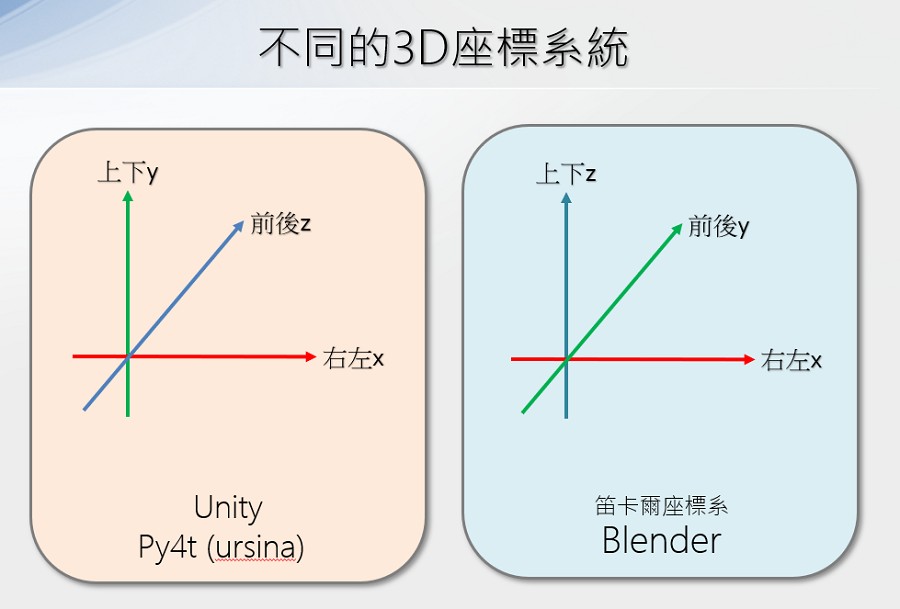 不同的3D座標系統
上下y
前後z
右左x
Unity
Py4t (ursina)
上下z
前後y
右左x
笛卡爾座標系
Blender